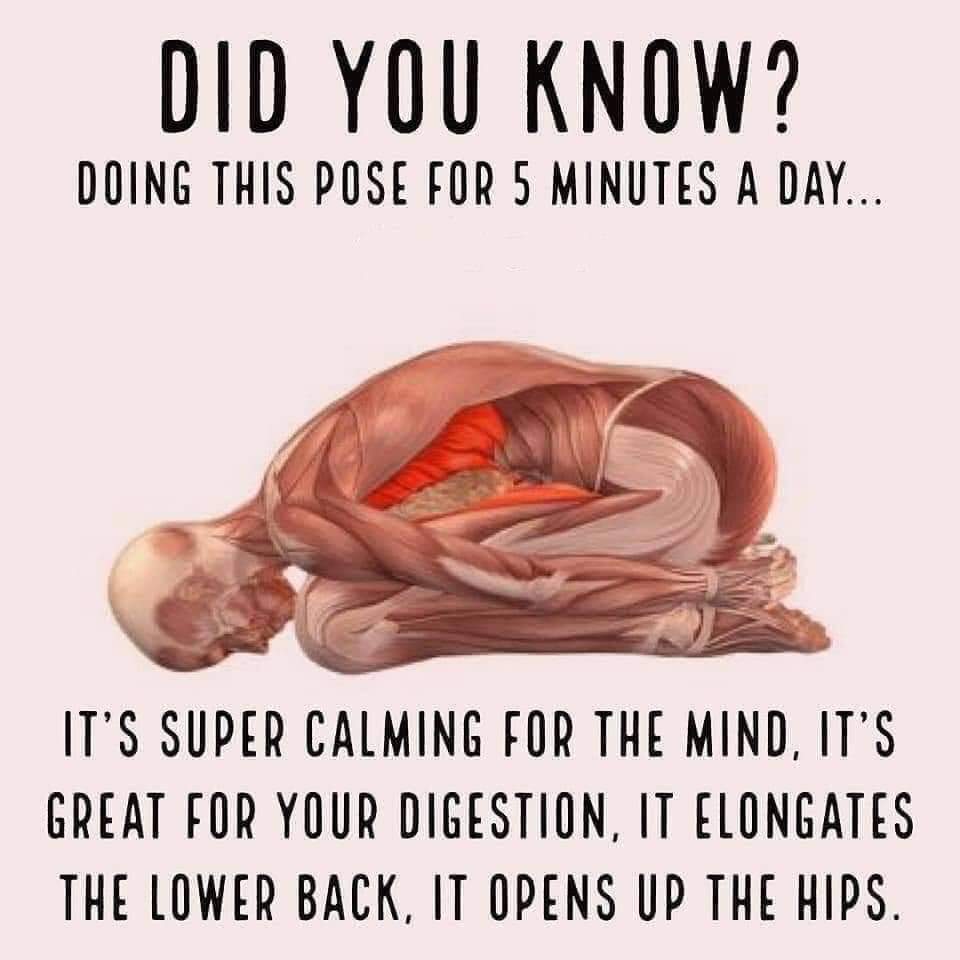 DID YOU KNOW?
DOING THIS POSE FOR 5 MINUTES A DAY...
IT'S SUPER CALMING FOR THE MIND, IT'S
GREAT FOR YOUR DIGESTION, IT ELONGATES
THE LOWER BACK, IT OPENS UP THE HIPS.